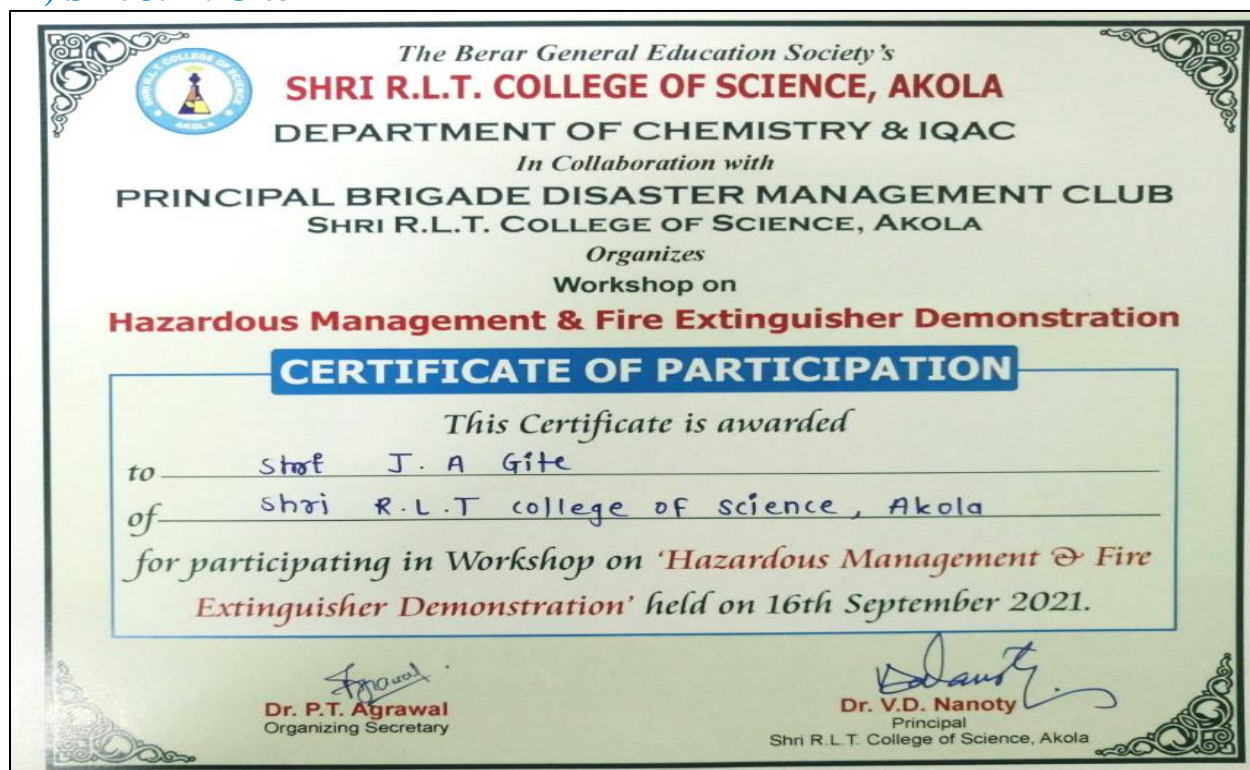 The Berar General Education Society's
SHRI R.L.T. COLLEGE OF SCIENCE, AKOLA
DEPARTMENT OF CHEMISTRY & IQAC
In Collaboration with
PRINCIPAL BRIGADE DISASTER MANAGEMENT CLUB
SHRI R.L.T. COLLEGE OF SCIENCE, AKOLA
Organizes
Workshop on
Hazardous Management & Fire Extinguisher Demonstration
CERTIFICATE OF PARTICIPATION
This Certificate is awarded
to J. A Gite
of Shri R.L.T college of science, Akola
for participating in Workshop on 'Hazardous Management & Fire
Extinguisher Demonstration' held on 16th September 2021.
Dr. P.T. Agrawal
Organizing Secretary
Dr. V.D. Nanoty
Principal
Shri R.L.T. College of Science, Akola
SHRI R.L.T. COLLEGE OF SCIENCE
AKOLA